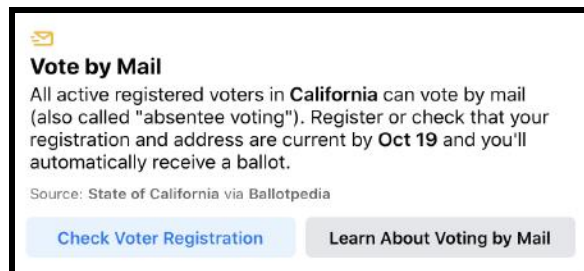 Vote by Mail
All active registered voters in California can vote by mail
(also called "absentee voting"). Register or check that your
registration and address are current by Oct 19 and you'll
automatically receive a ballot.
Source: State of California via Ballotpedia
Check Voter Registration
Learn About Voting by Mail